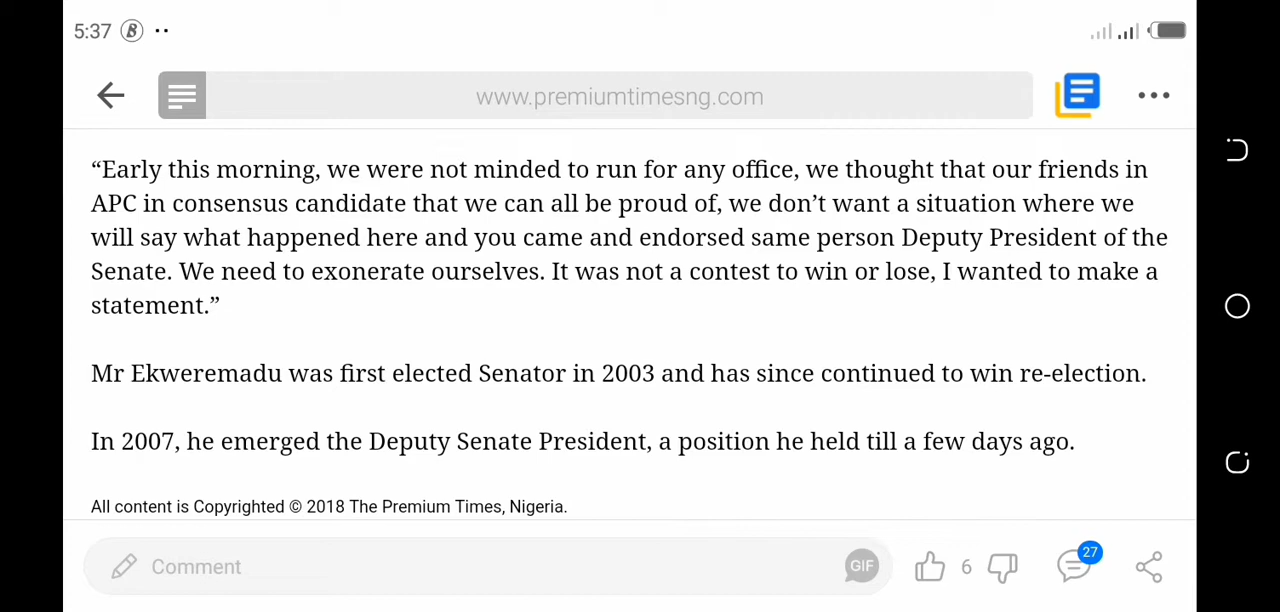 5:37
www.premiumtimesng.com
“Early this morning, we were not minded to run for any office, we thought that our friends in
APC in consensus candidate that we can all be proud of, we don’t want a situation where we
will say what happened here and you came and endorsed same person Deputy President of the
Senate. We need to exonerate ourselves. It was not a contest to win or lose, I wanted to make a
statement.”
Mr Ekweremadu was first elected Senator in 2003 and has since continued to win re-election.
In 2007, he emerged the Deputy Senate President, a position he held till a few days ago.
All content is Copyrighted © 2018 The Premium Times, Nigeria.
Comment GIF 6 27